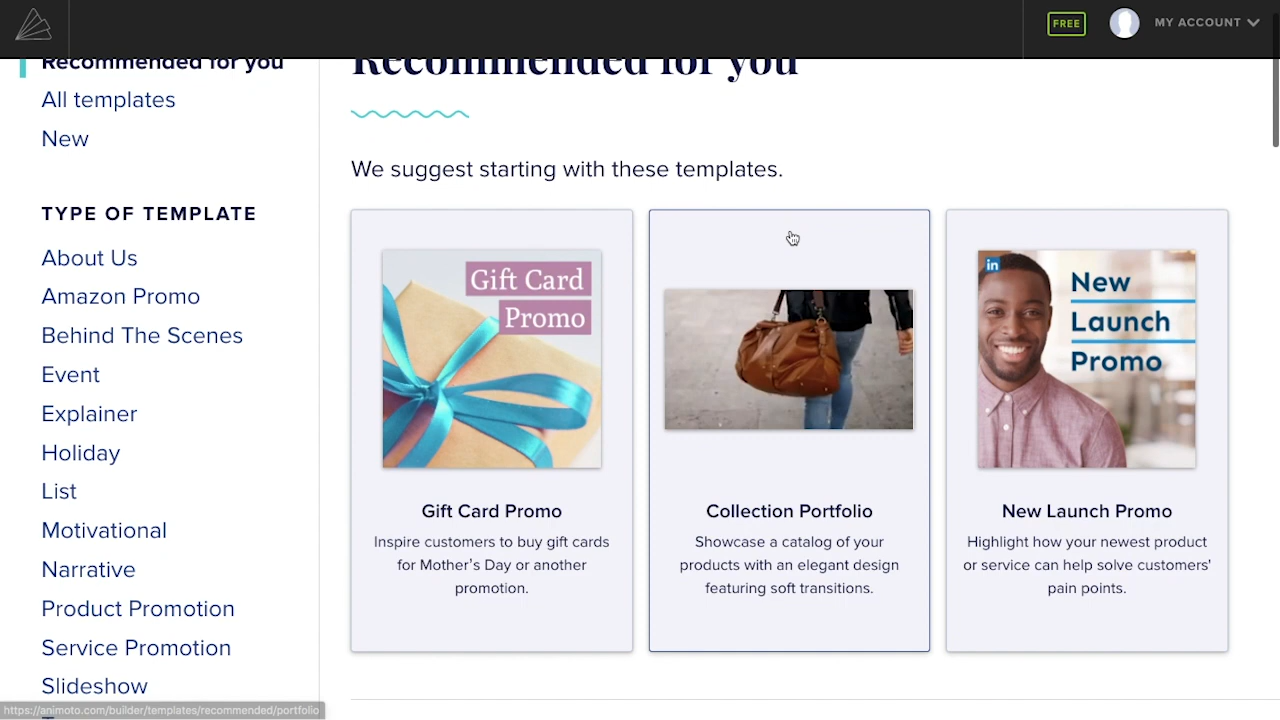 FREE
MY ACCOUNT
Recommended for you
All templates
New
TYPE OF TEMPLATE
About Us
Amazon Promo
Behind The Scenes
Event
Explainer
Holiday
List
Motivational
Narrative
Product Promotion
Service Promotion
Slideshow
https://animoto.com/builder/templates/recommended/portfolio
Recommended for you
We suggest starting with these templates.
Gift Card
Promo
Gift Card Promo
Inspire customers to buy gift cards
for Mother's Day or another
promotion.
Collection Portfolio
Showcase a catalog of your
products with an elegant design
featuring soft transitions.
in
New
Launch
Promo
New Launch Promo
Highlight how your newest product
or service can help solve customers'
pain points.